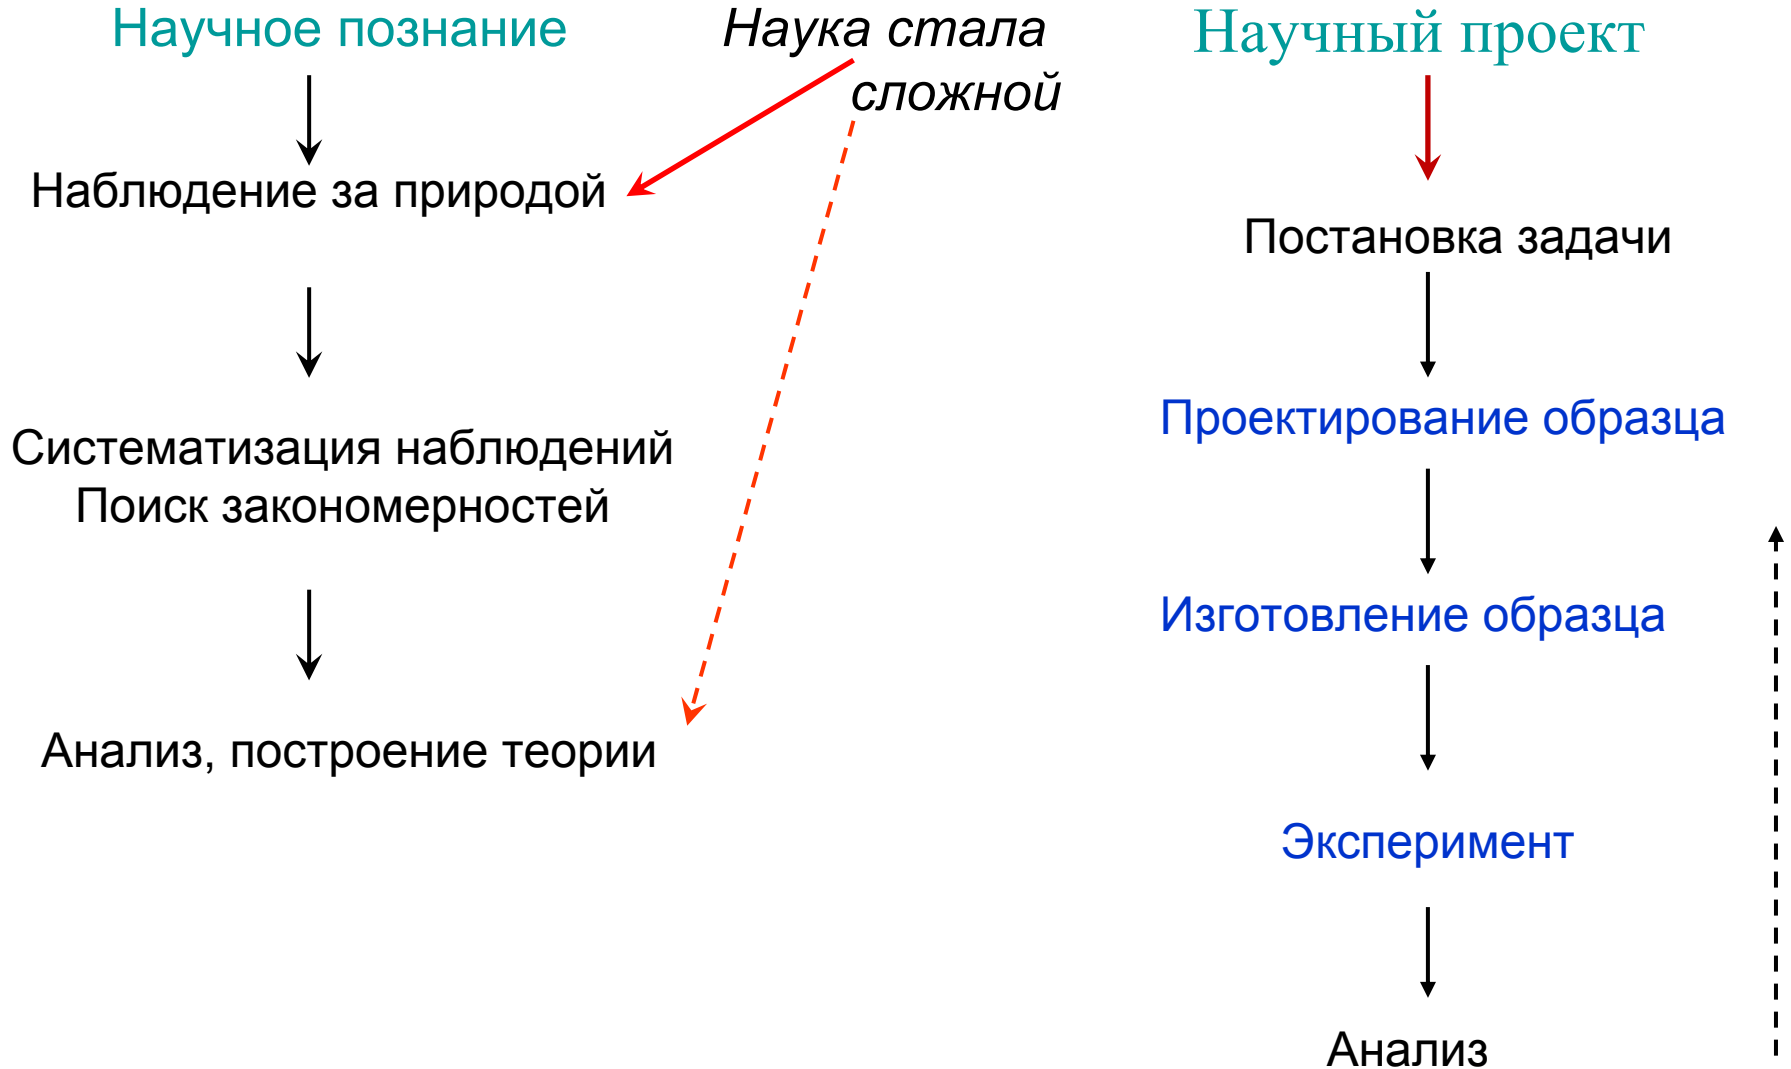 Научное познание
Наблюдение за природой
Систематизация наблюдений
Поиск закономерностей
Анализ, построение теории
Наука стала
сложной
Научный проект
Постановка задачи
Проектирование образца
Изготовление образца
Эксперимент
Анализ